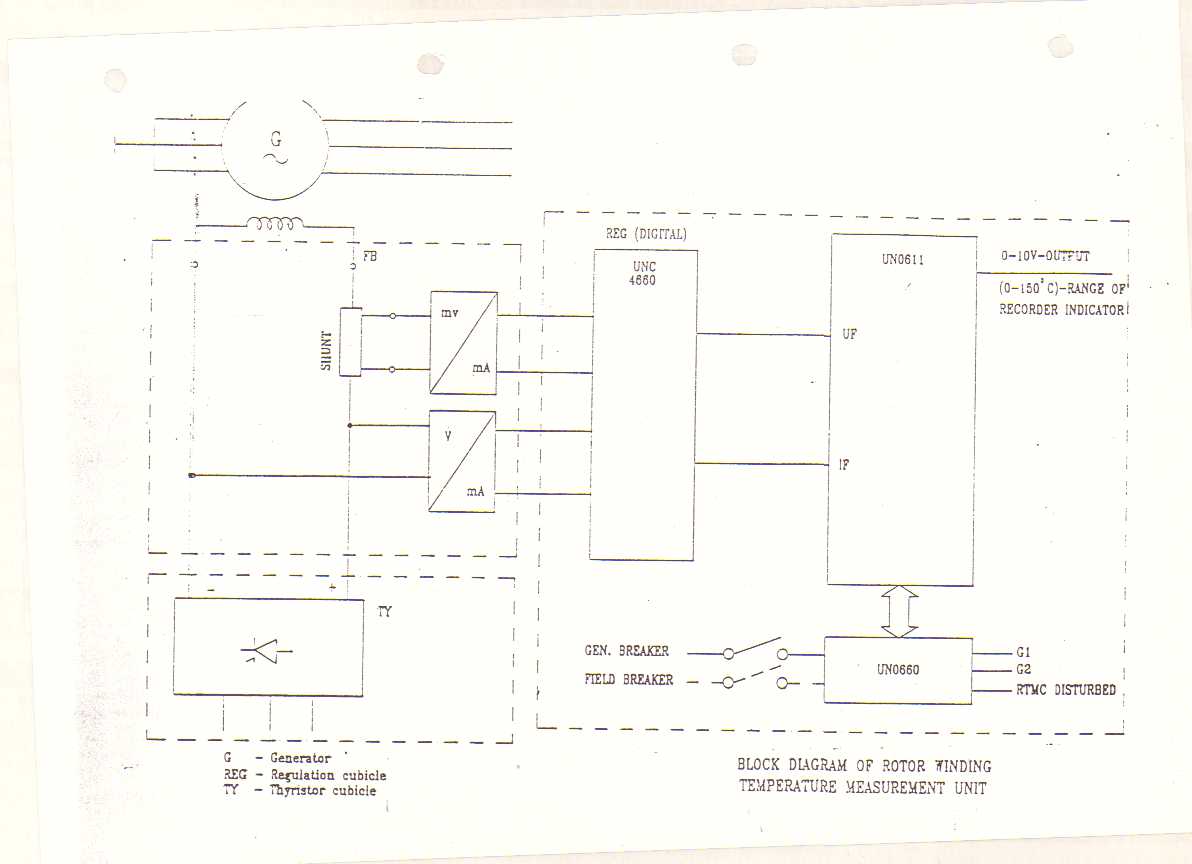 G
FB
SHUNT
mv
mA
V
mA
- +
TY
REG (DIGITAL)
UNC
4660
UN0611
UF
IF
0-10V-OUTPUT
(0-150°C)-RANGE OF
RECORDER INDICATOR
GEN. BREAKER
FIELD BREAKER
UN0660
G1
G2
RTMC DISTURBED
G - Generator
REG - Regulation cubicle
TY - Thyristor cubicle
BLOCK DIAGRAM OF ROTOR WINDING
TEMPERATURE MEASUREMENT UNIT